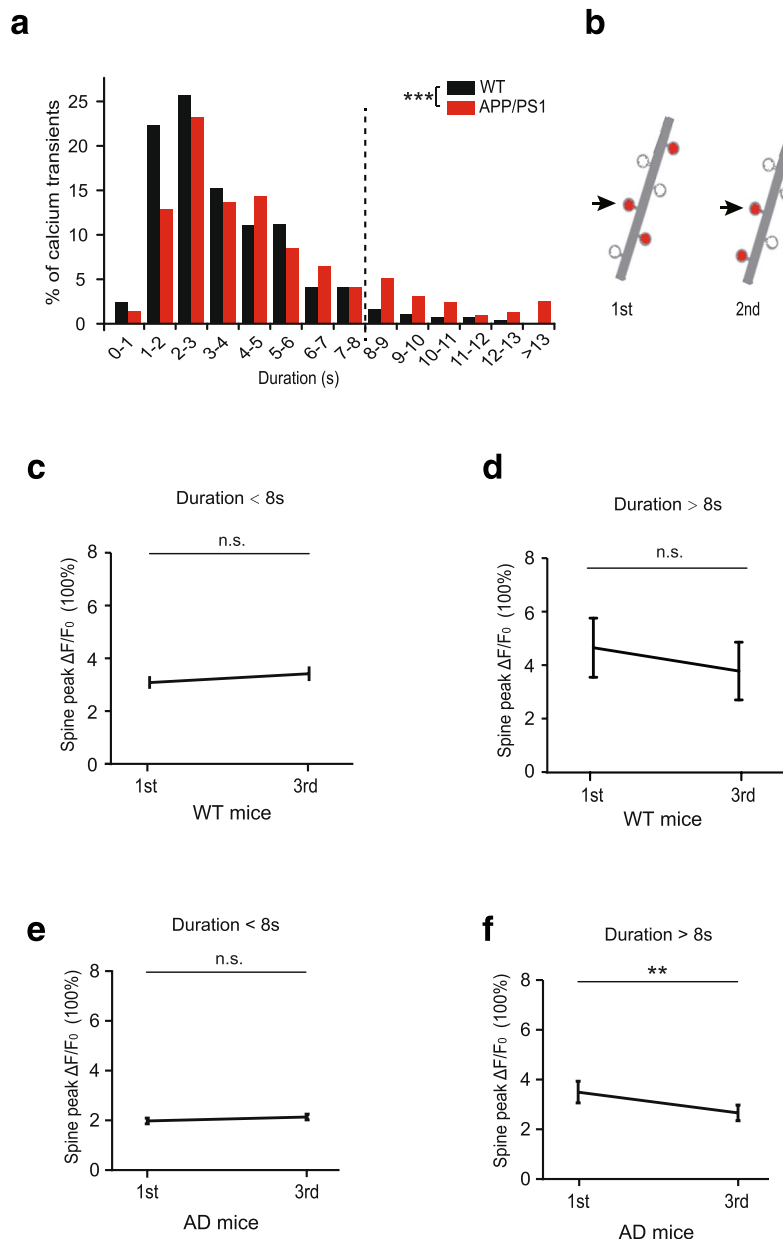 a
b
% of calcium transients
25
20
15
10
5
0
***
WT
APP/PS1
0-1
1-2
2-3
3-4
4-5
5-6
6-7
7-8
8-9
9-10
10-11
11-12
12-13
>13
Duration (s)
1st
2nd
c
Duration < 8s
n.s.
Spine peak ΔF/F₀ (100%)
8
6
4
2
0
1st
3rd
WT mice
d
Duration > 8s
n.s.
Spine peak ΔF/F₀ (100%)
8
6
4
2
0
1st
3rd
WT mice
e
Duration < 8s
n.s.
Spine peak ΔF/F₀ (100%)
8
6
4
2
0
1st
3rd
AD mice
f
Duration > 8s
**
Spine peak ΔF/F₀ (100%)
8
6
4
2
0
1st
3rd
AD mice